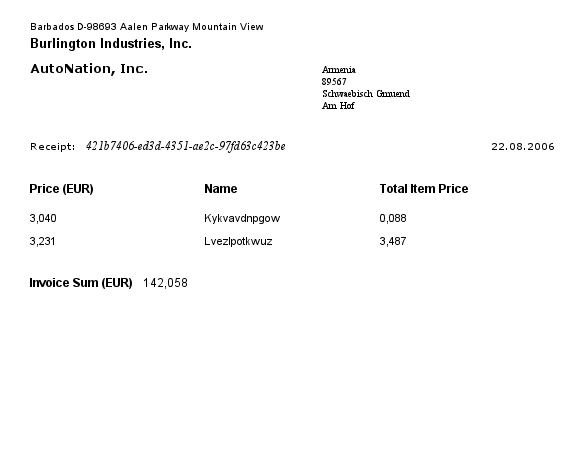 Barbados D-98693 Aalen Parkway Mountain View
Burlington Industries, Inc.
AutoNation, Inc.
Armenia
89567
Schwaebisch Gmuend
Am Hof
Receipt: 421b7406-ed3d-4351-ae2c-97fd63c423be 22.08.2006
Price (EUR) Name Total Item Price
3,040 Kykvavdnpgow 0,088
3,231 Lvezlpotkwuz 3,487
Invoice Sum (EUR) 142,058